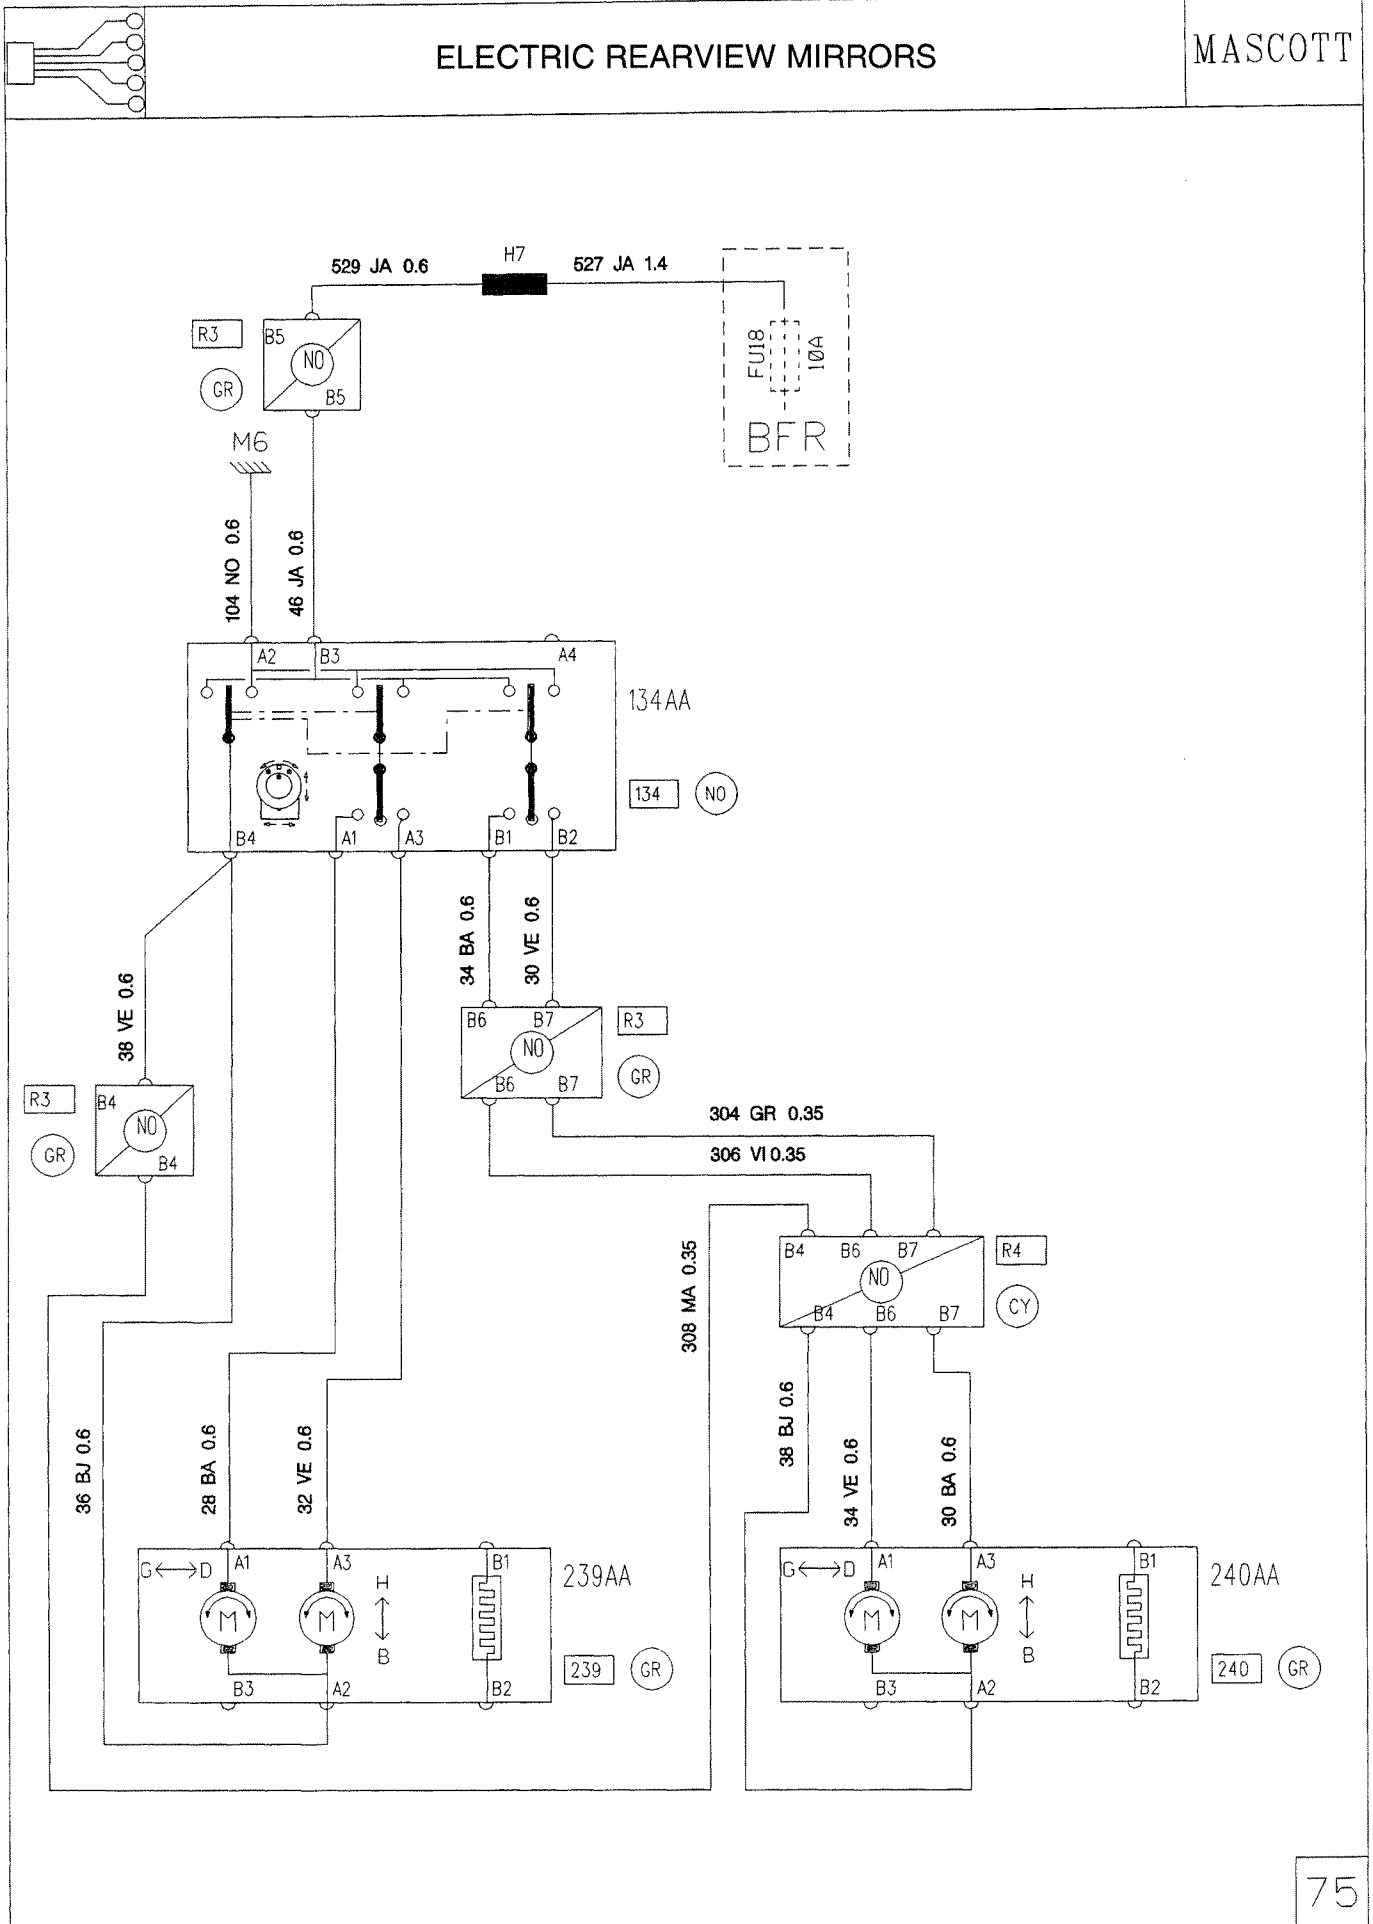 ELECTRIC REARVIEW MIRRORS
MASCOTT
529 JA 0.6
H7
527 JA 1.4
R3
B5
NO
B5
GR
FU18
10A
BFR
M6
104 NO 0.6
46 JA 0.6
A2
B3
A4
134AA
134
NO
B4
A1
A3
B1
B2
34 BA 0.6
30 VE 0.6
38 VE 0.6
B6
B7
NO
B6
B7
R3
GR
R3
B4
NO
B4
GR
304 GR 0.35
306 VI 0.35
308 MA 0.35
B4
B6
B7
NO
B4
B6
B7
R4
CY
36 BJ 0.6
28 BA 0.6
32 VE 0.6
38 BJ 0.6
34 VE 0.6
30 BA 0.6
G
D
A1
A3
B1
239AA
M
M
H
B
B3
A2
B2
239
GR
G
D
A1
A3
B1
240AA
M
M
H
B
B3
A2
B2
240
GR
75